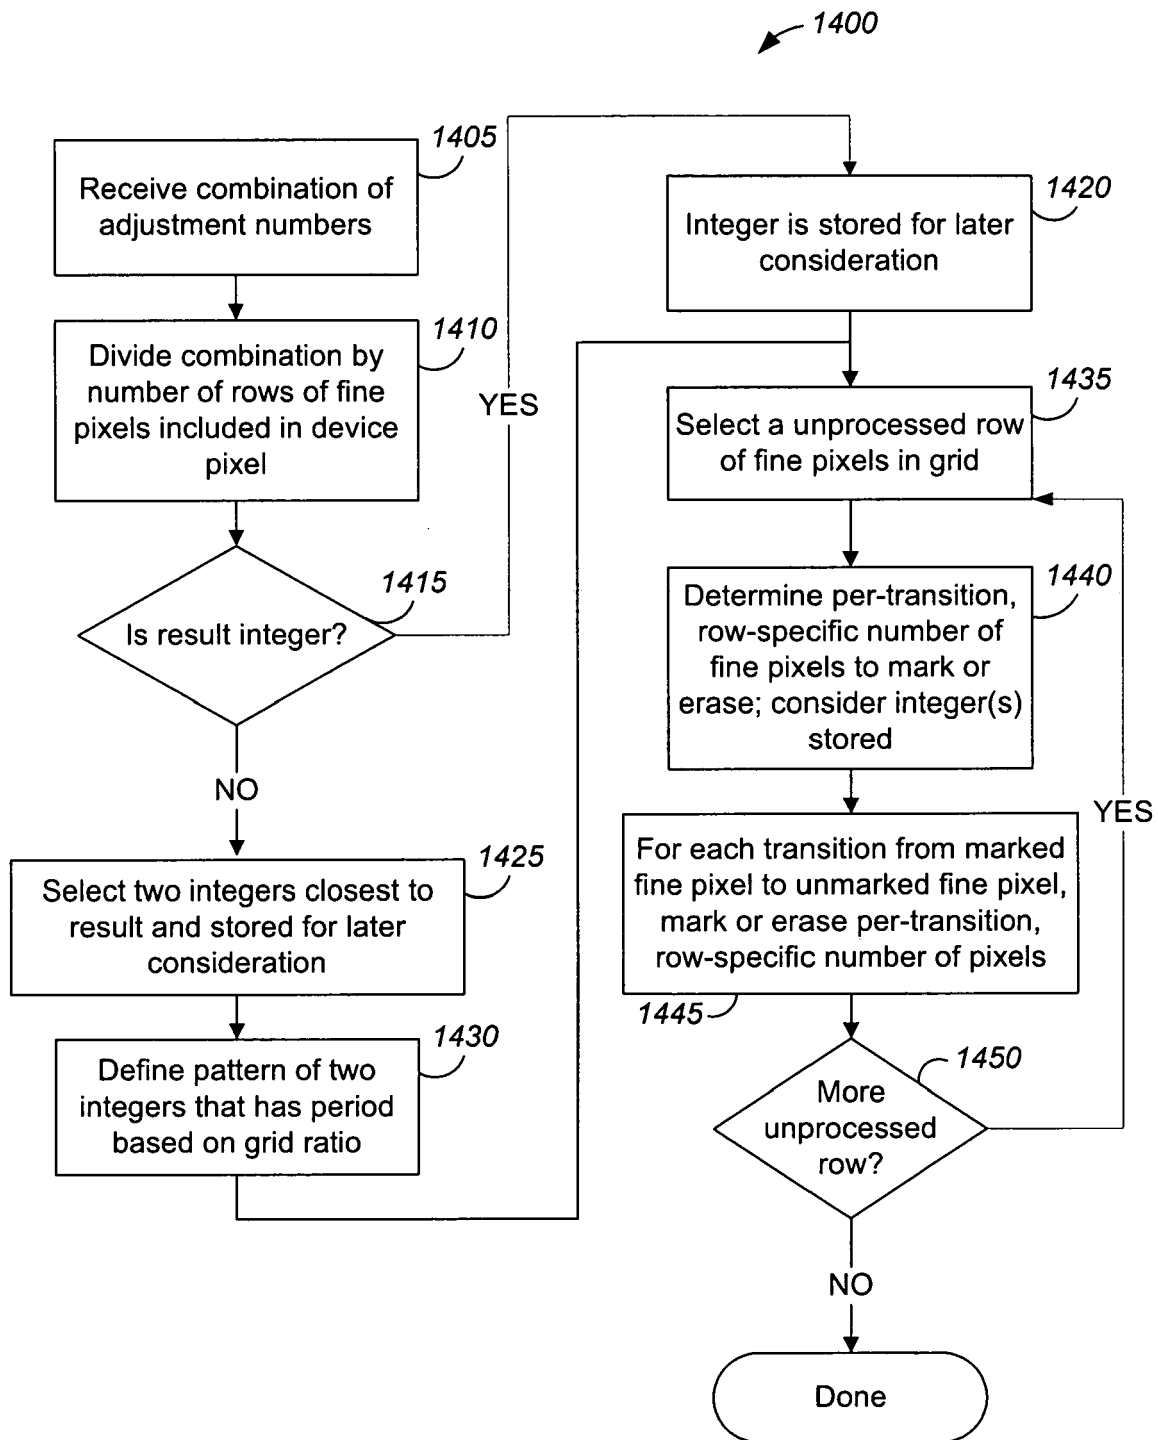 1400
1405
Receive combination of
adjustment numbers
1410
Divide combination by
number of rows of fine
pixels included in device
pixel
1415
Is result integer?
YES
NO
1425
Select two integers closest to
result and stored for later
consideration
1430
Define pattern of two
integers that has period
based on grid ratio
1420
Integer is stored for later
consideration
1435
Select a unprocessed row
of fine pixels in grid
1440
Determine per-transition,
row-specific number of
fine pixels to mark or
erase; consider integer(s)
stored
For each transition from marked
fine pixel to unmarked fine pixel,
mark or erase per-transition,
row-specific number of pixels
1445
1450
More
unprocessed
row?
YES
NO
Done